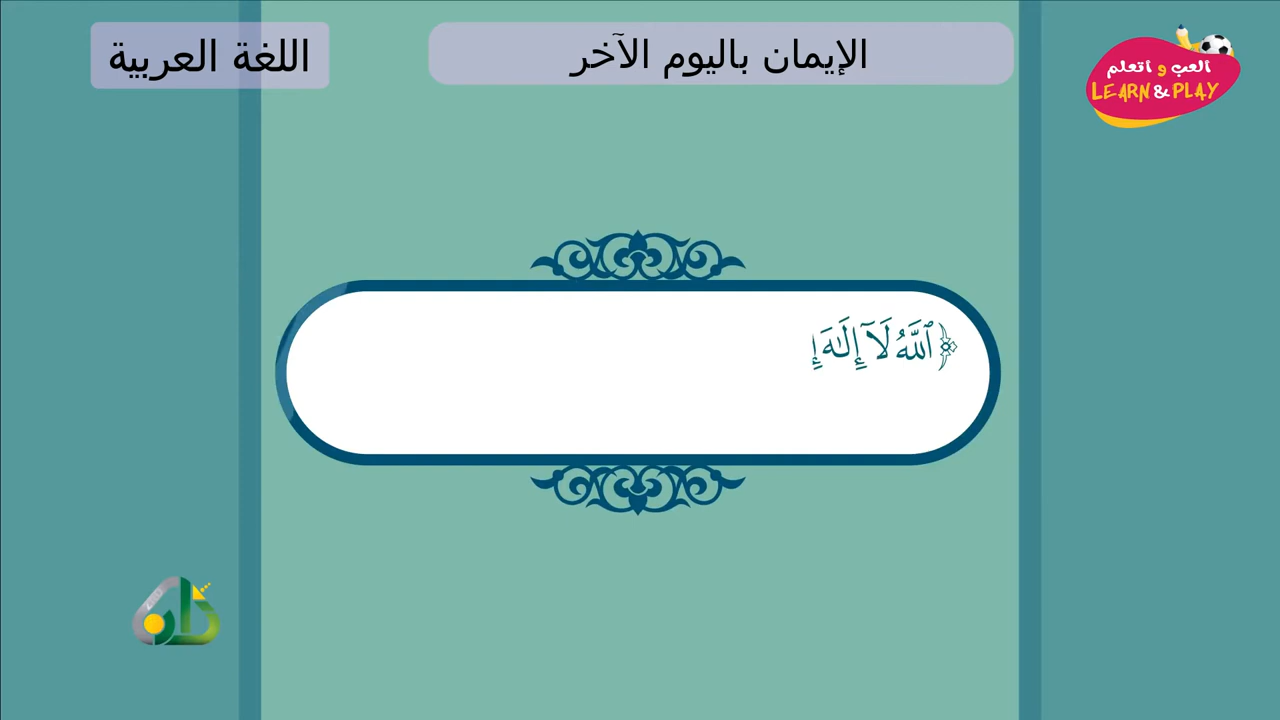 الإيمان باليوم الآخر
اللغة العربية
العب و اتعلم
LEARN & PLAY
﴿ٱللَّهُ لَآ إِلَٰهَ إِ